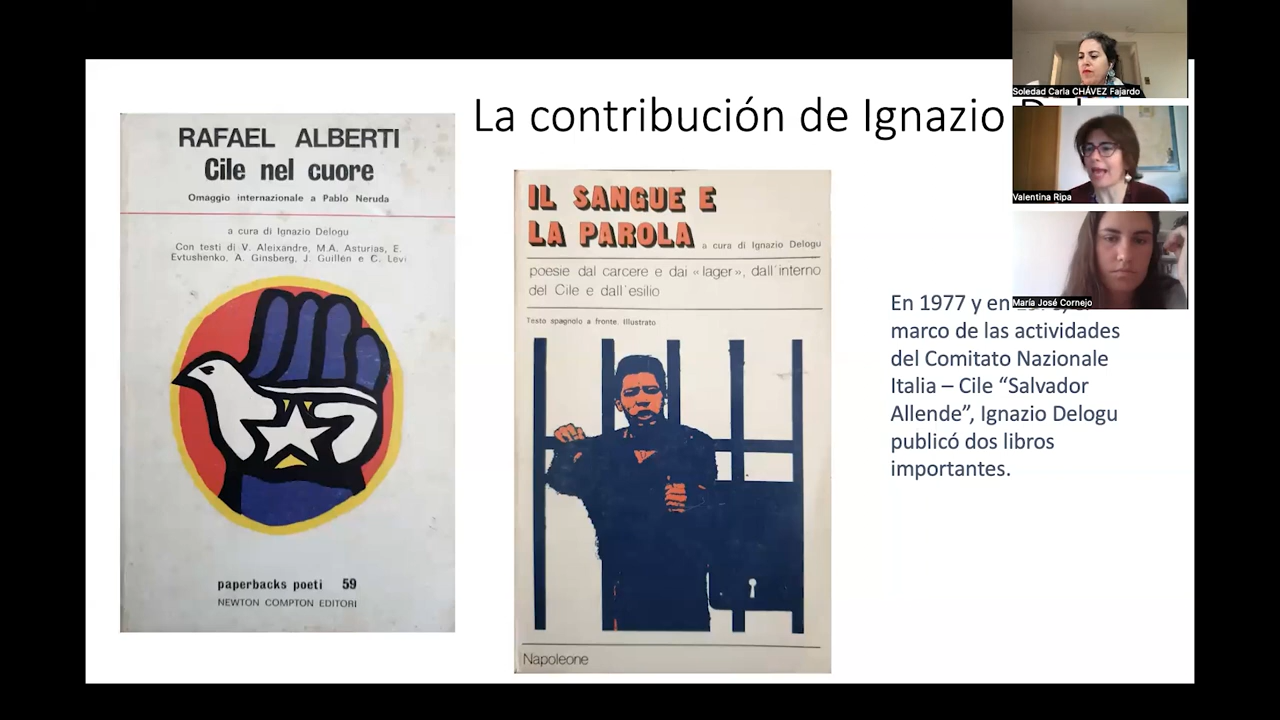 La contribución de Ignazio
RAFAEL ALBERTI
Cile nel cuore
Omaggio internazionale a Pablo Neruda
a cura di Ignazio Delogu
Con testi di V. Aleixandre, M.A. Asturias, E.
Evtushenko, A. Ginsberg, J. Guillén e C. Levi
paperbacks poeti 59
NEWTON COMPTON EDITORI
IL SANGUE E
LA PAROLA a cura di Ignazio Delogu
poesie dal carcere e dai «lager», dall'interno
del Cile e dall'esilio
Testo spagnolo a fronte. Illustrato
Napoleone
En 1977 y en
marco de las actividades
del Comitato Nazionale
Italia – Cile “Salvador
Allende”, Ignazio Delogu
publicó dos libros
importantes.
Soledad Carla CHÁVEZ Fajardo
Valentina Ripa
María José Cornejo